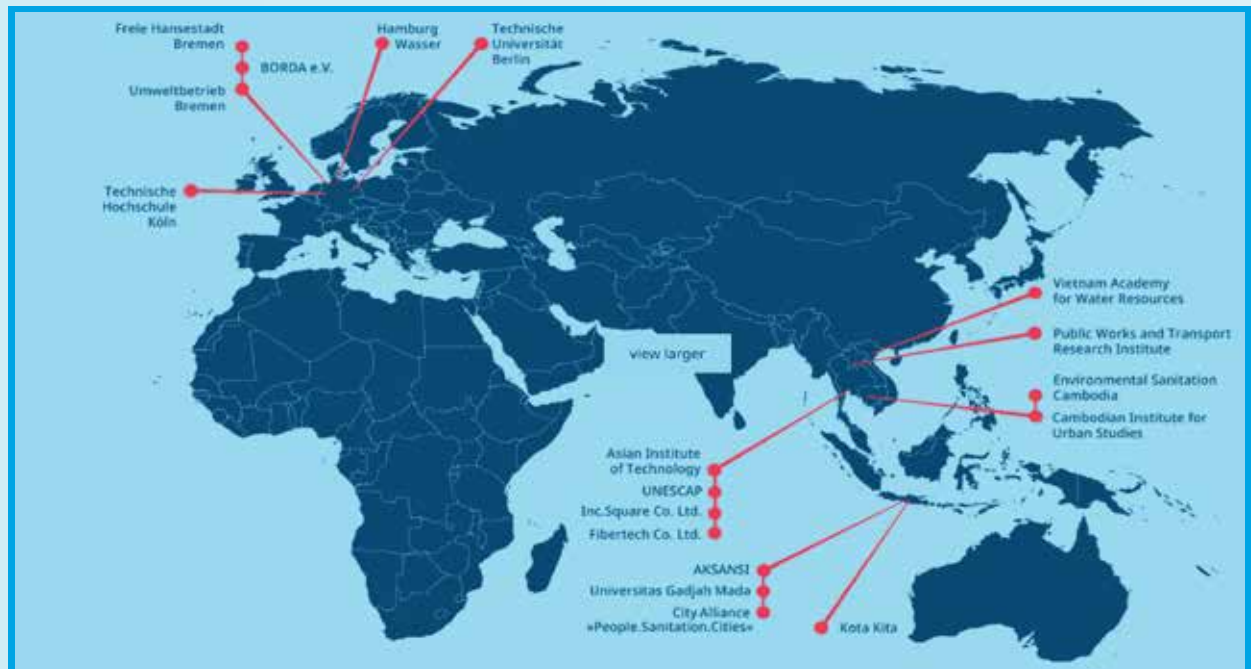 Freie Hansestadt
Bremen
BORDA e.V.
Umweltbetrieb
Bremen
Hamburg
Wasser
Technische
Universität
Berlin
Technische
Hochschule
Köln
Vietnam Academy
for Water Resources
Public Works and Transport
Research Institute
view larger
Environmental Sanitation
Cambodia
Cambodian Institute for
Urban Studies
Asian Institute
of Technology
UNESCAP
Inc.Square Co. Ltd.
Fibertech Co. Ltd.
AKSANSI
Universitas Gadjah Mada
City Alliance
»People.Sanitation.Cities«
Kota Kita